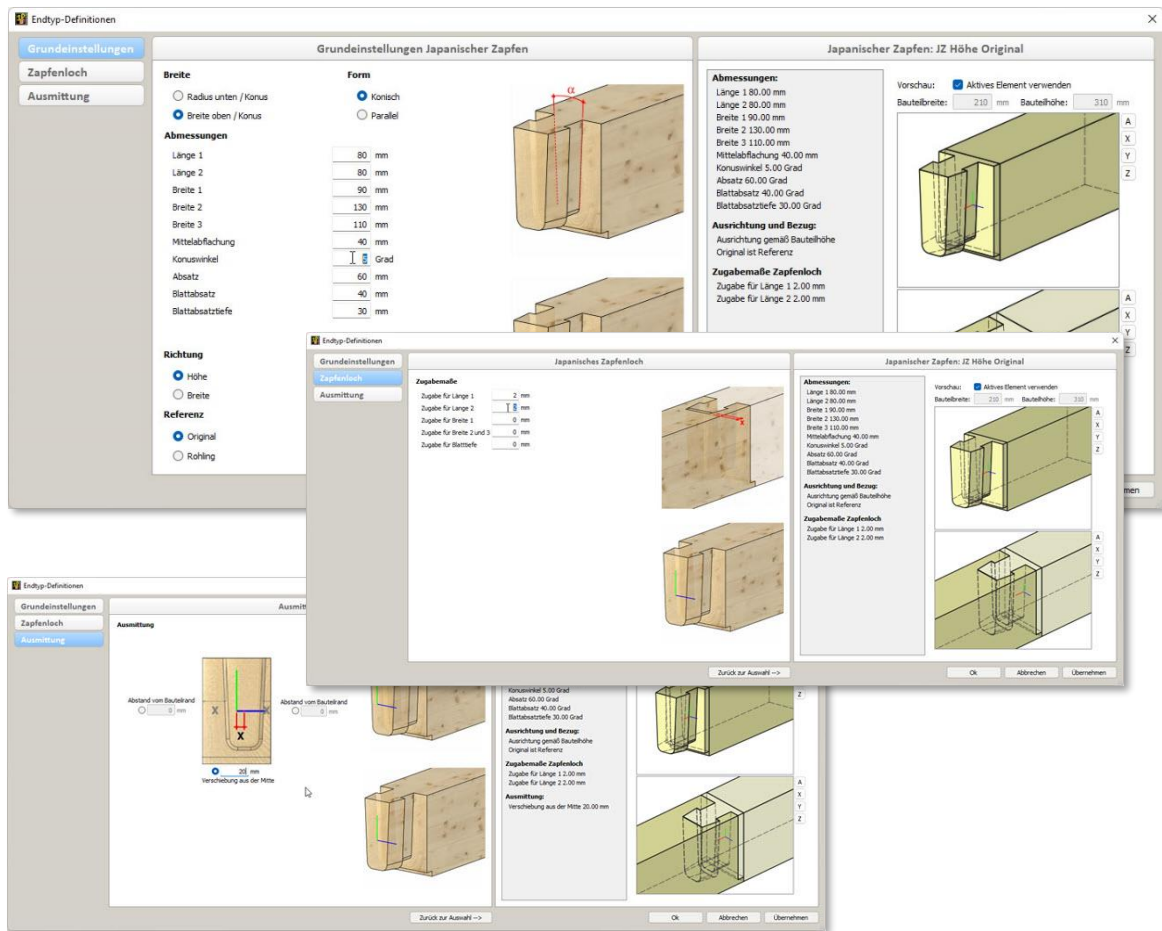 Endtyp-Definitionen
Grundeinstellungen
Zapfenloch
Ausmittung
Grundeinstellungen Japanischer Zapfen
Breite
Radius unten / Konus
Breite oben / Konus
Form
Konisch
Parallel
Abmessungen
Länge 1 80 mm
Länge 2 80 mm
Breite 1 90 mm
Breite 2 130 mm
Breite 3 110 mm
Mittelabflachung 40 mm
Konuswinkel 5 Grad
Absatz 60 mm
Blattabsatz 40 mm
Blattabsatztiefe 30 mm
Richtung
Höhe
Breite
Referenz
Original
Rohling
α
Japanischer Zapfen: JZ Höhe Original
Abmessungen:
Länge 1 80.00 mm
Länge 2 80.00 mm
Breite 1 90.00 mm
Breite 2 130.00 mm
Breite 3 110.00 mm
Mittelabflachung 40.00 mm
Konuswinkel 5.00 Grad
Absatz 60.00 Grad
Blattabsatz 40.00 Grad
Blattabsatztiefe 30.00 Grad
Ausrichtung und Bezug:
Ausrichtung gemäß Bauteilhöhe
Original ist Referenz
Zugabemaße Zapfenloch
Zugabe für Länge 1 2.00 mm
Zugabe für Länge 2 2.00 mm
Vorschau: Aktives Element verwenden
Bauteilbreite: 210 mm Bauteilhöhe: 310 mm
A
X
Y
Z
A
X
Y
Z
men
Endtyp-Definitionen
Grundeinstellungen
Zapfenloch
Ausmittung
Japanisches Zapfenloch
Zugabemaße
Zugabe für Länge 1 2 mm
Zugabe für Länge 2 2 mm
Zugabe für Breite 1 0 mm
Zugabe für Breite 2 und 3 0 mm
Zugabe für Blatttiefe 0 mm
x
Zurück zur Auswahl -->
Japanischer Zapfen: JZ Höhe Original
Abmessungen:
Länge 1 80.00 mm
Länge 2 80.00 mm
Breite 1 90.00 mm
Breite 2 130.00 mm
Breite 3 110.00 mm
Mittelabflachung 40.00 mm
Konuswinkel 5.00 Grad
Absatz 60.00 Grad
Blattabsatz 40.00 Grad
Blattabsatztiefe 30.00 Grad
Ausrichtung und Bezug:
Ausrichtung gemäß Bauteilhöhe
Original ist Referenz
Zugabemaße Zapfenloch
Zugabe für Länge 1 2.00 mm
Zugabe für Länge 2 2.00 mm
Vorschau: Aktives Element verwenden
Bauteilbreite: 210 mm Bauteilhöhe: 310 mm
A
X
Y
Z
A
X
Y
Z
Ok Abbrechen Übernehmen
Endtyp-Definitionen
Grundeinstellungen
Zapfenloch
Ausmittung
Ausmitt
Ausmittung
Abstand vom Bauteilrand
0 mm
X X
X
Abstand vom Bauteilrand
0 mm
20 mm
Verschiebung aus der Mitte
Zurück zur Auswahl -->
Konuswinkel 5.00 Grad
Absatz 60.00 Grad
Blattabsatz 40.00 Grad
Blattabsatztiefe 30.00 Grad
Ausrichtung und Bezug:
Ausrichtung gemäß Bauteilhöhe
Original ist Referenz
Zugabemaße Zapfenloch
Zugabe für Länge 1 2.00 mm
Zugabe für Länge 2 2.00 mm
Ausmittung:
Verschiebung aus der Mitte 20.00 mm
Z
A
X
Y
Z
Ok Abbrechen Übernehmen